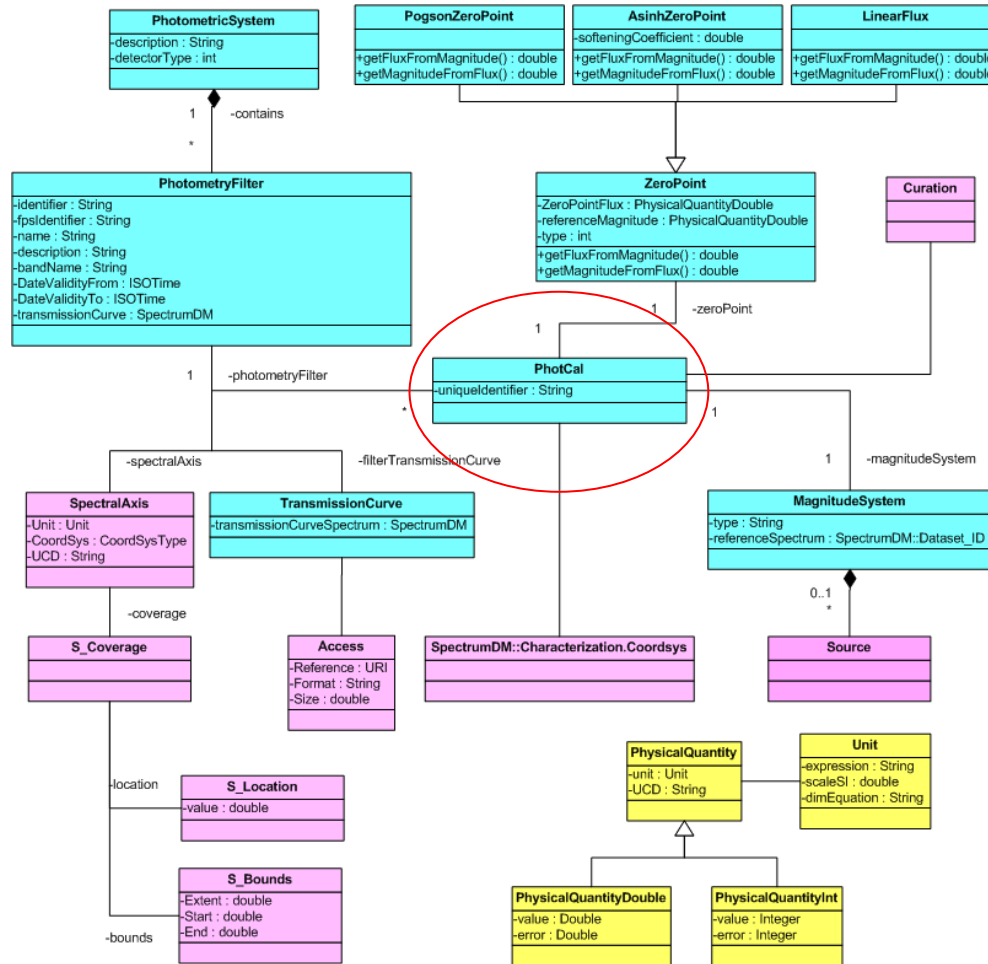 PhotometricSystem
-description : String
-detectorType : int
PogsonZeroPoint
+getFluxFromMagnitude() : double
+getMagnitudeFromFlux() : double
AsinhZeroPoint
-softeningCoefficient : double
+getFluxFromMagnitude() : double
+getMagnitudeFromFlux() : double
LinearFlux
+getFluxFromMagnitude() : double
+getMagnitudeFromFlux() : double
1
-contains
*
PhotometryFilter
-identifier : String
-fpsIdentifier : String
-name : String
-description : String
-bandName : String
-DateValidityFrom : ISOTime
-DateValidityTo : ISOTime
-transmissionCurve : SpectrumDM
ZeroPoint
-ZeroPointFlux : PhysicalQuantityDouble
-referenceMagnitude : PhysicalQuantityDouble
-type : int
+getFluxFromMagnitude() : double
+getMagnitudeFromFlux() : double
Curation
1
-zeroPoint
1
1
-photometryFilter
PhotCal
-uniqueIdentifier : String
*
1
-spectralAxis
-filterTransmissionCurve
1
-magnitudeSystem
SpectralAxis
-Unit : Unit
-CoordSys : CoordSysType
-UCD : String
TransmissionCurve
-transmissionCurveSpectrum : SpectrumDM
MagnitudeSystem
-type : String
-referenceSpectrum : SpectrumDM::Dataset_ID
-coverage
0..1
*
S_Coverage
Access
-Reference : URI
-Format : String
-Size : double
SpectrumDM::Characterization.Coordsys
Source
-location
S_Location
-value : double
PhysicalQuantity
-unit : Unit
-UCD : String
Unit
-expression : String
-scaleSI : double
-dimEquation : String
S_Bounds
-Extent : double
-Start : double
-End : double
-bounds
PhysicalQuantityDouble
-value : Double
-error : Double
PhysicalQuantityInt
-value : Integer
-error : Integer